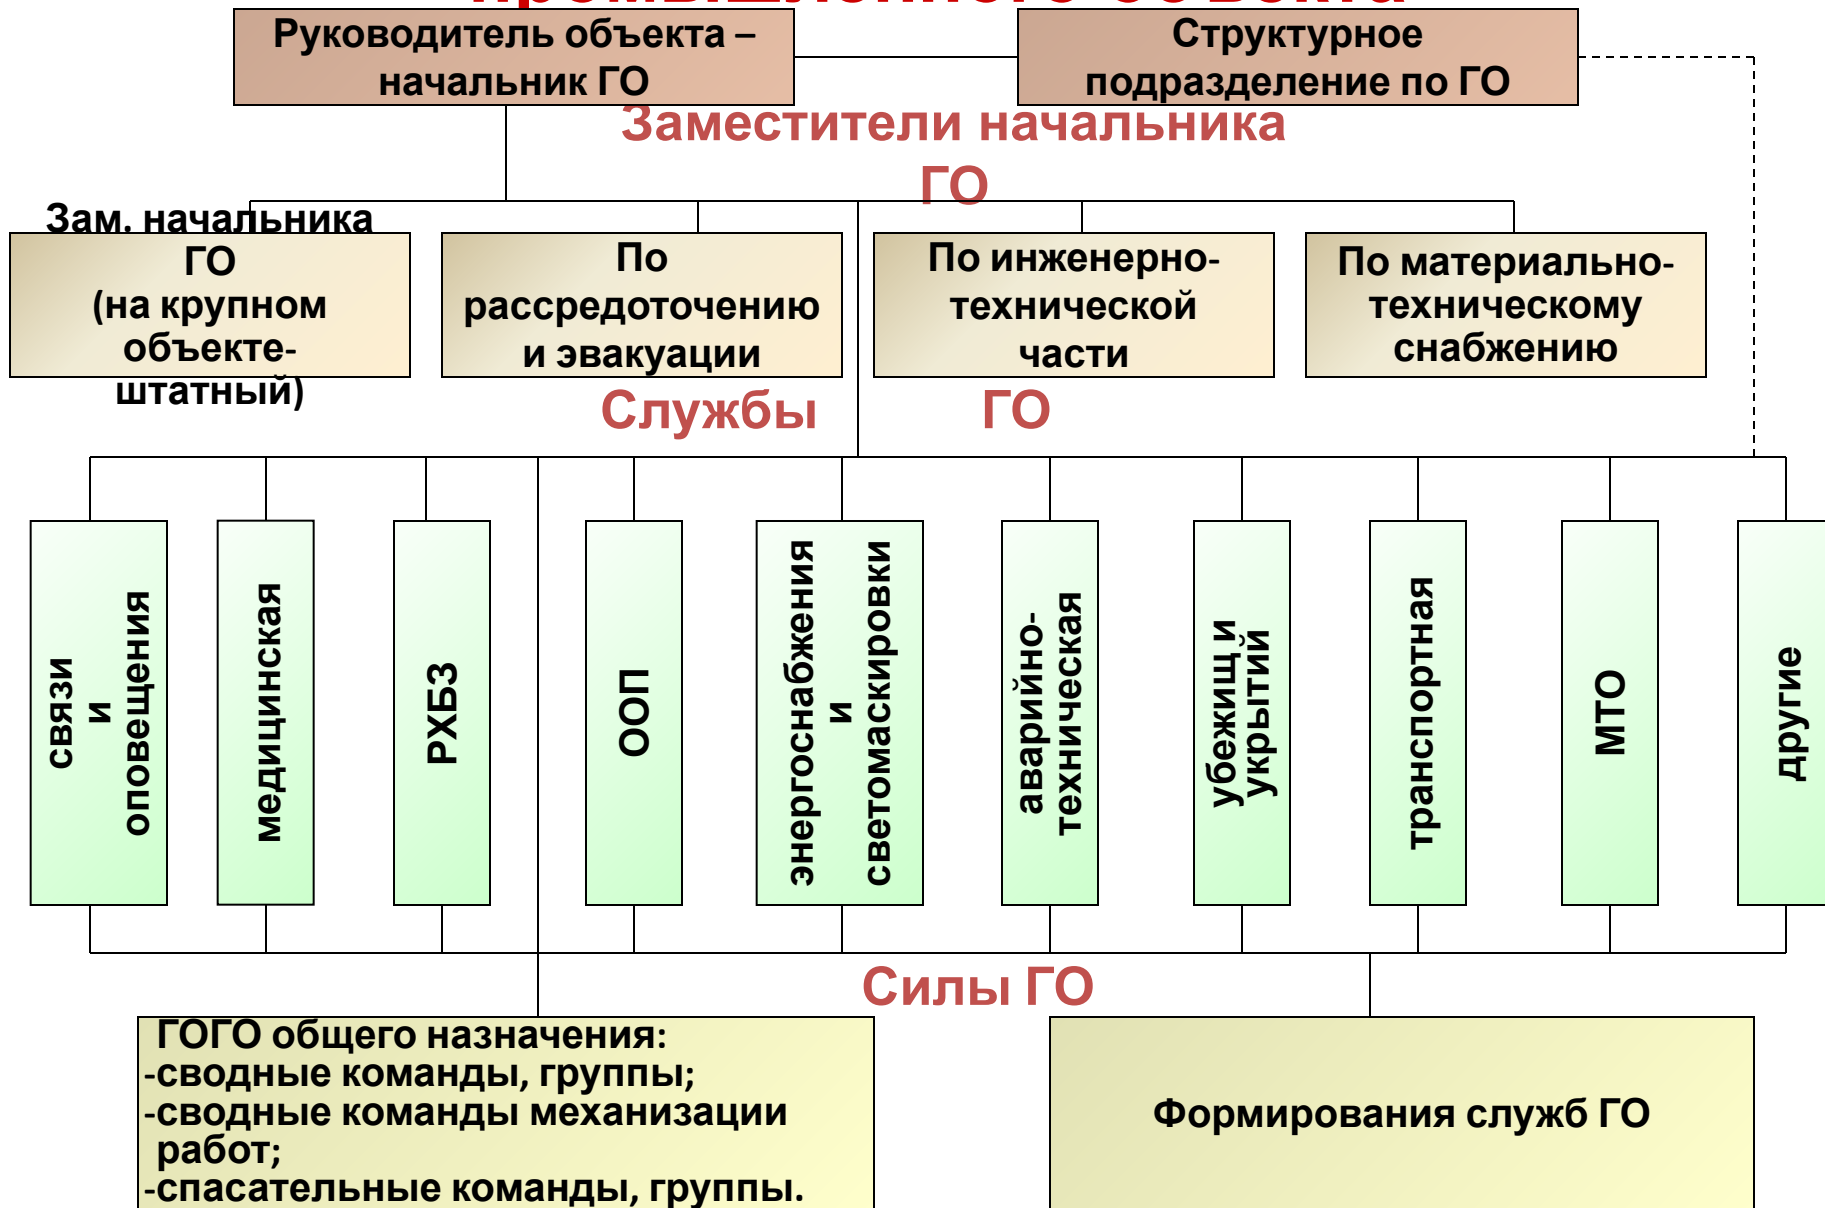 промышленного объекта
Руководитель объекта –
начальник ГО
Структурное
подразделение по ГО
Заместители начальника
ГО
Зам. начальника
ГО
(на крупном
объекте-
штатный)
По
рассредоточению
и эвакуации
По инженерно-
технической
части
По материально-
техническому
снабжению
Службы ГО
связи
и
оповещения
медицинская
РХБЗ
ООП
энергоснабжения
и
светомаскировки
аварийно-
техническая
убежищ и
укрытий
транспортная
МТО
другие
Силы ГО
ГОГО общего назначения:
-сводные команды, группы;
-сводные команды механизации
работ;
-спасательные команды, группы.
Формирования служб ГО